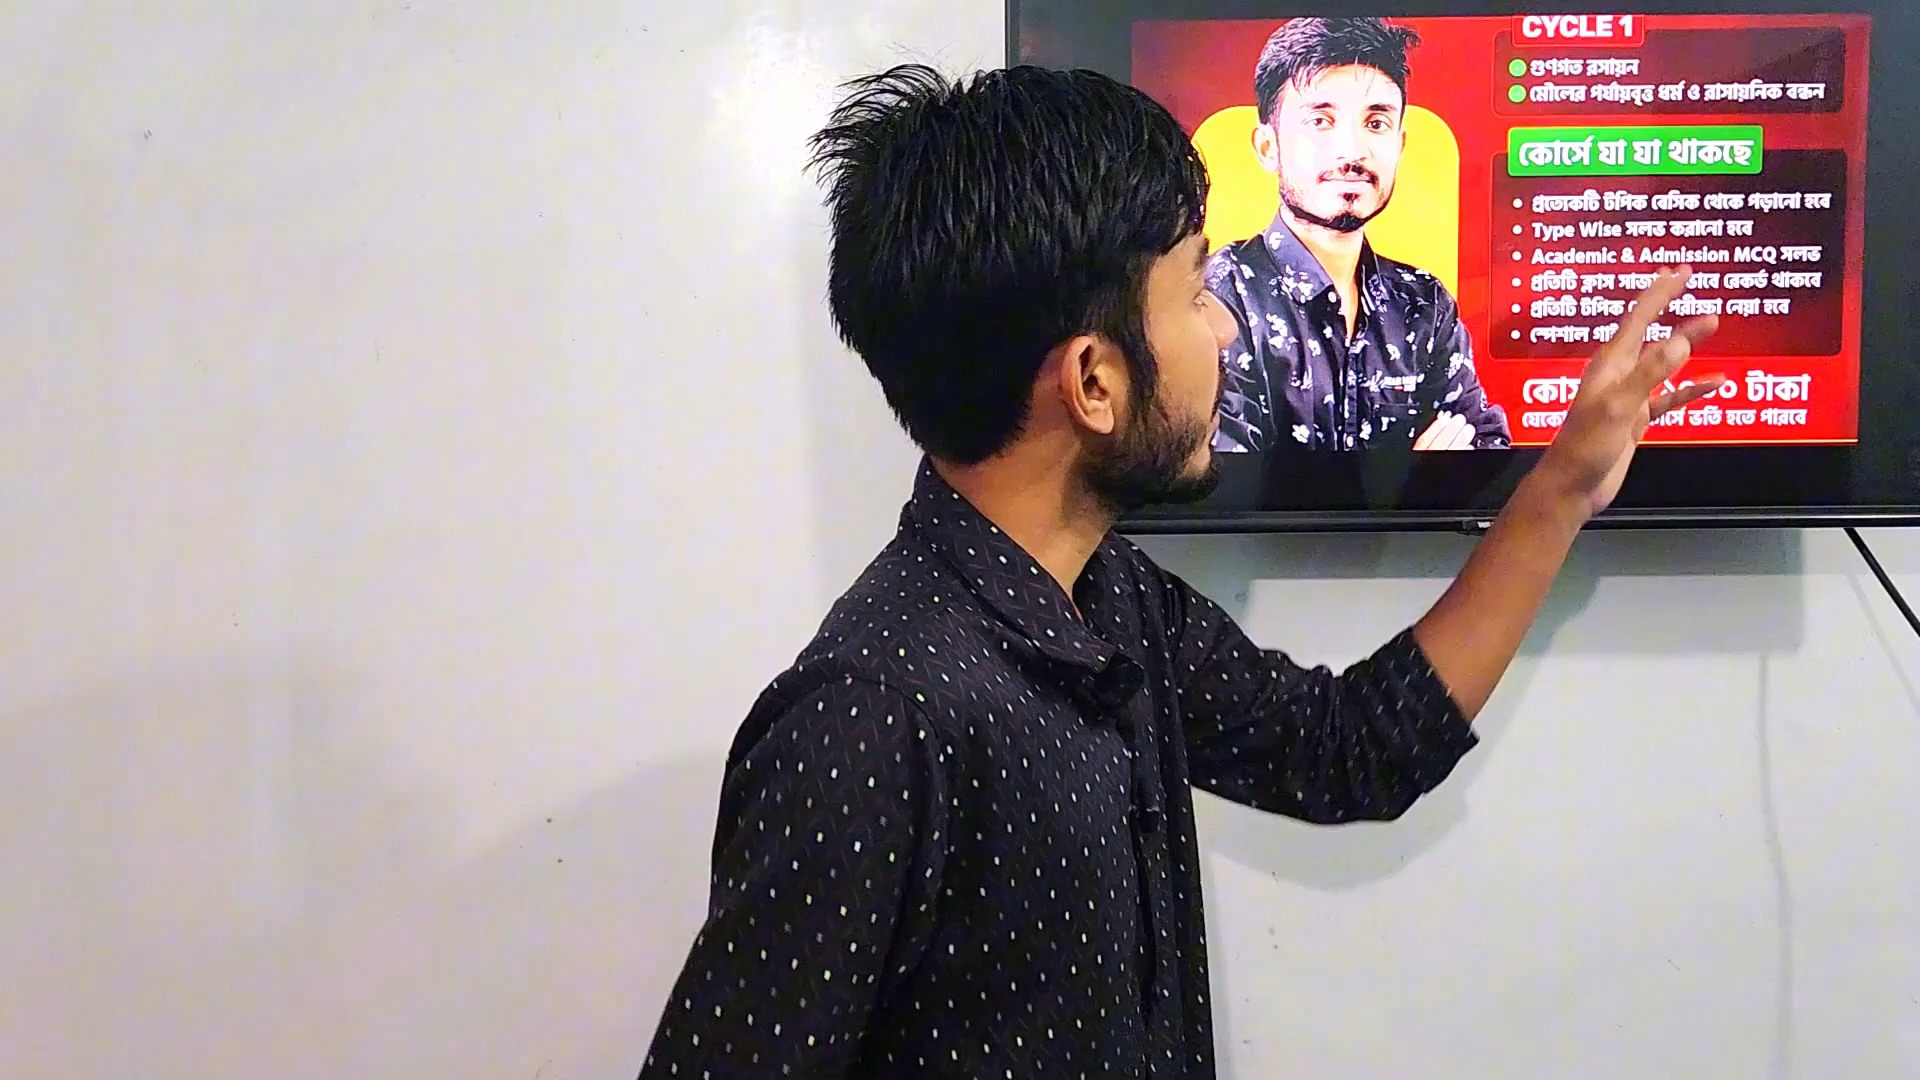 CYCLE 1
গুণগত রসায়ন
মৌলের পর্যায়বৃত্ত ধর্ম ও রাসায়নিক বন্ধন
কোর্সে যা যা থাকছে
প্রত্যেকটি টপিক বেসিক থেকে পড়ানো হবে
Type Wise সলভ করানো হবে
Academic & Admission MCQ সলভ
প্রতিটি ক্লাস ভাবে রেকর্ড থাকবে
প্রতিটি টপিক পরীক্ষা নেয়া হবে
স্পেশাল
টাকা
ভর্তি হতে পারবে